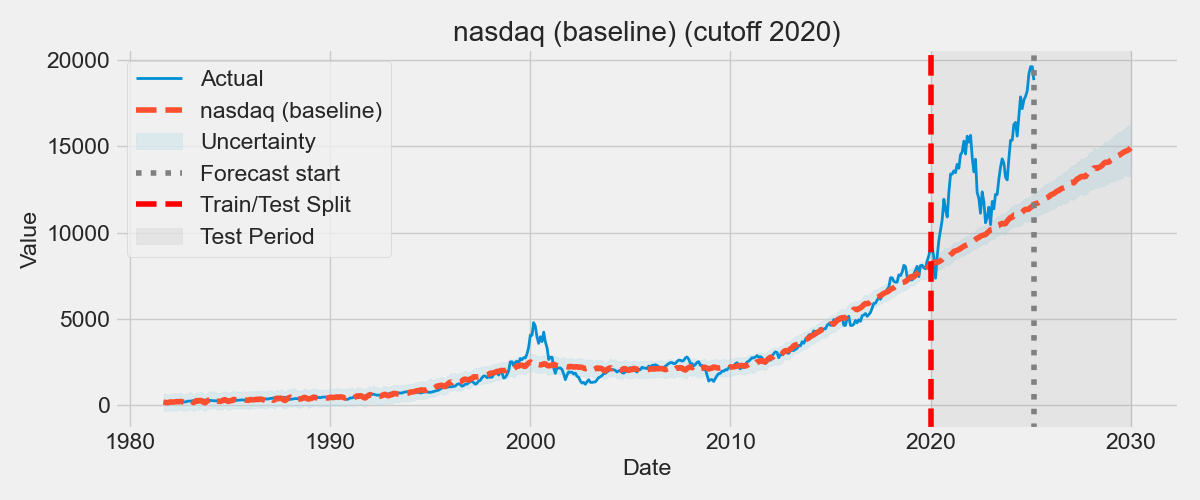 nasdaq (baseline) (cutoff 2020)
20000
15000
10000
5000
0
Value
Actual
nasdaq (baseline)
Uncertainty
Forecast start
Train/Test Split
Test Period
1980
1990
2000
2010
2020
2030
Date